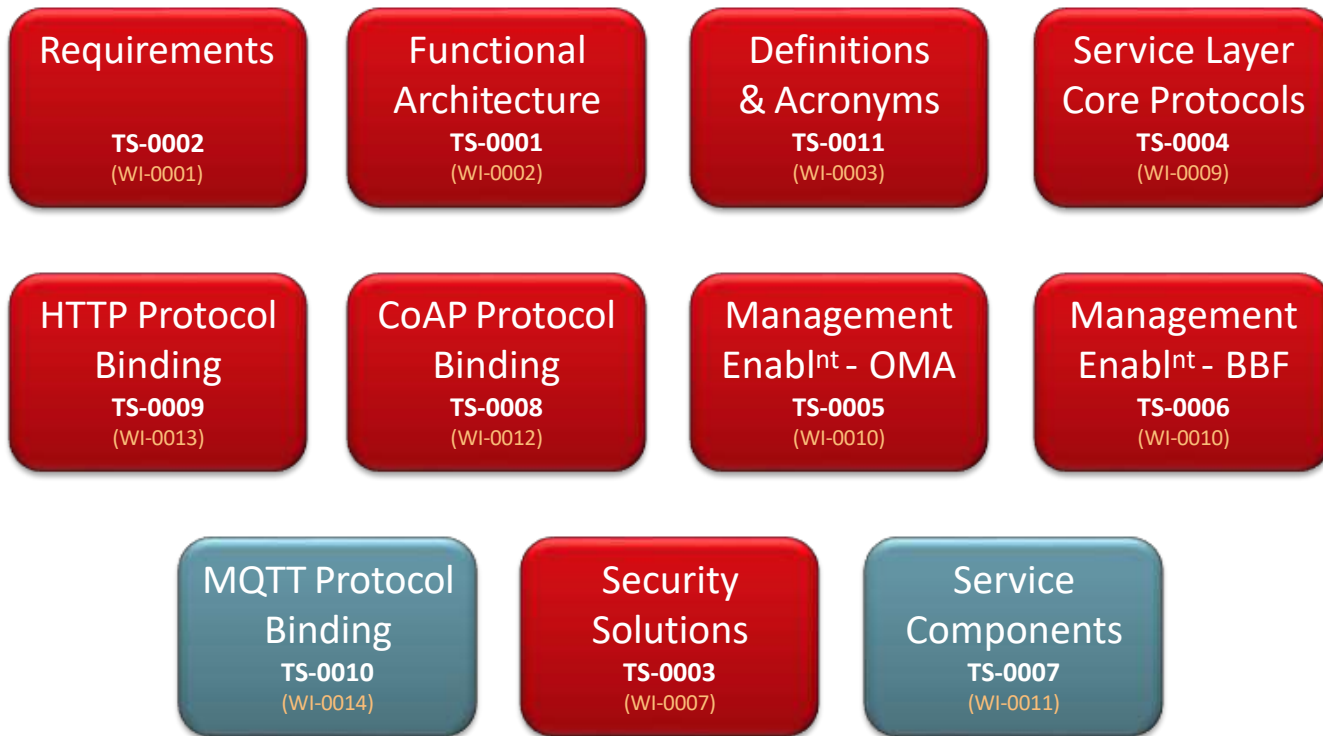 Requirements
TS-0002
(WI-0001)
Functional
Architecture
TS-0001
(WI-0002)
Definitions
& Acronyms
TS-0011
(WI-0003)
Service Layer
Core Protocols
TS-0004
(WI-0009)
HTTP Protocol
Binding
TS-0009
(WI-0013)
CoAP Protocol
Binding
TS-0008
(WI-0012)
Management
Enablnt - OMA
TS-0005
(WI-0010)
Management
Enablnt - BBF
TS-0006
(WI-0010)
MQTT Protocol
Binding
TS-0010
(WI-0014)
Security
Solutions
TS-0003
(WI-0007)
Service
Components
TS-0007
(WI-0011)